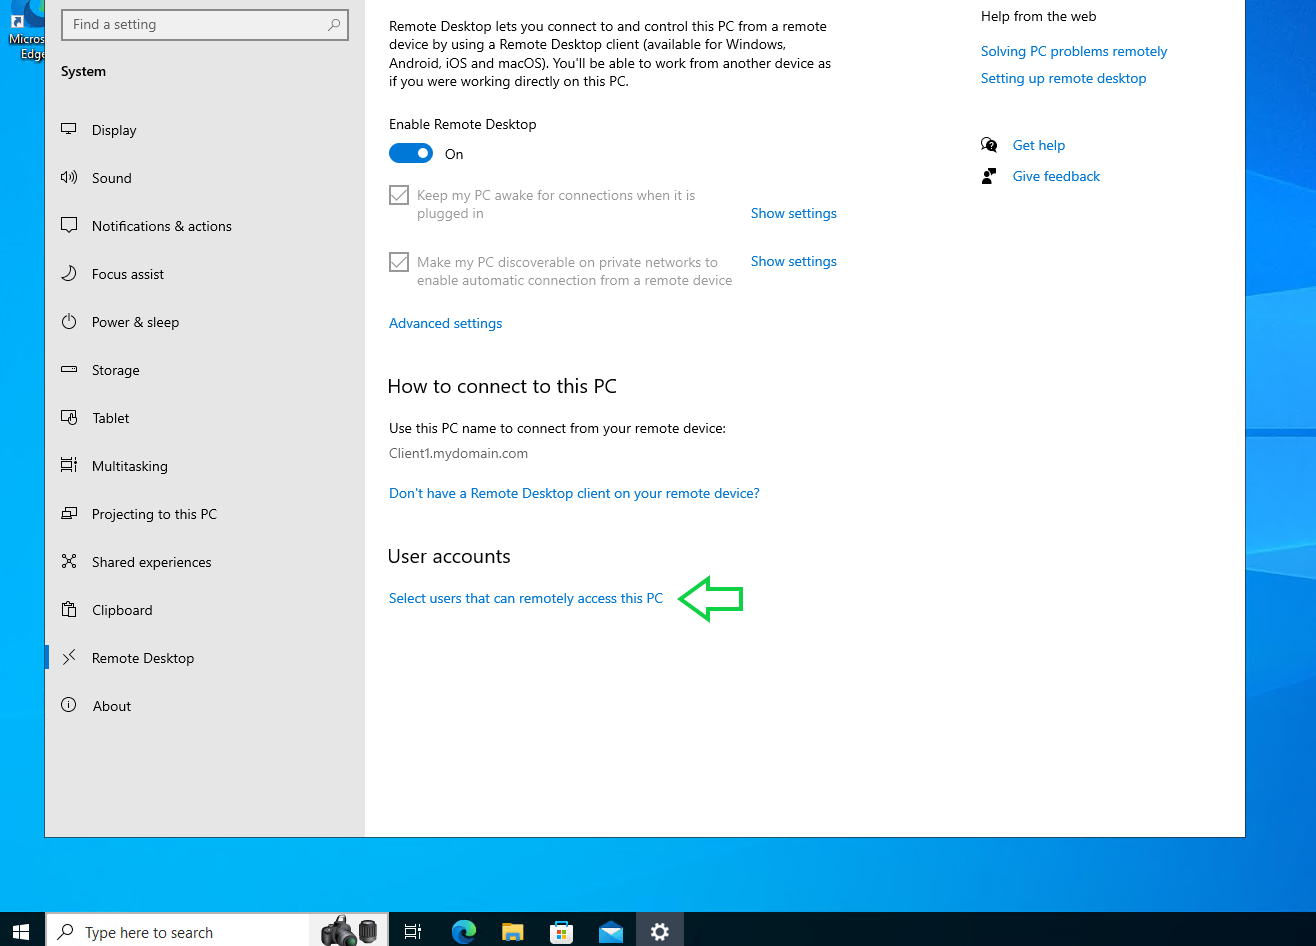 Micros
Edge
Find a setting
System
Display
Sound
Notifications & actions
Focus assist
Power & sleep
Storage
Tablet
Multitasking
Projecting to this PC
Shared experiences
Clipboard
Remote Desktop
About
Remote Desktop lets you connect to and control this PC from a remote
device by using a Remote Desktop client (available for Windows,
Android, iOS and macOS). You'll be able to work from another device as
if you were working directly on this PC.
Enable Remote Desktop
On
Keep my PC awake for connections when it is
plugged in
Show settings
Make my PC discoverable on private networks to
enable automatic connection from a remote device
Show settings
Advanced settings
How to connect to this PC
Use this PC name to connect from your remote device:
Client1.mydomain.com
Don't have a Remote Desktop client on your remote device?
User accounts
Select users that can remotely access this PC
Help from the web
Solving PC problems remotely
Setting up remote desktop
Get help
Give feedback
Type here to search